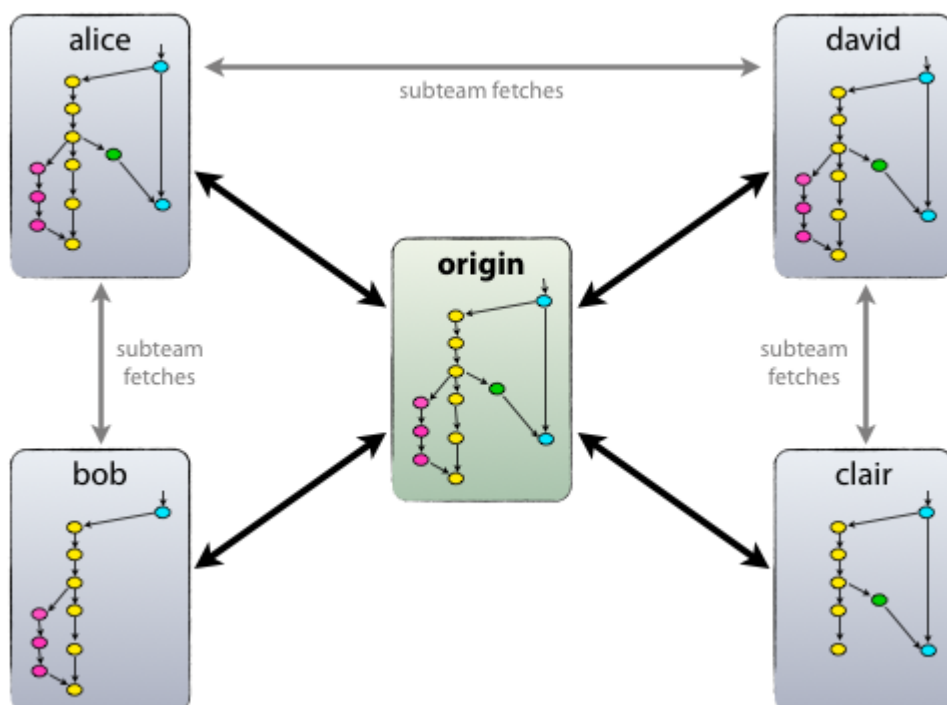 alice
david
subteam fetches
origin
subteam
fetches
subteam
fetches
bob
clair